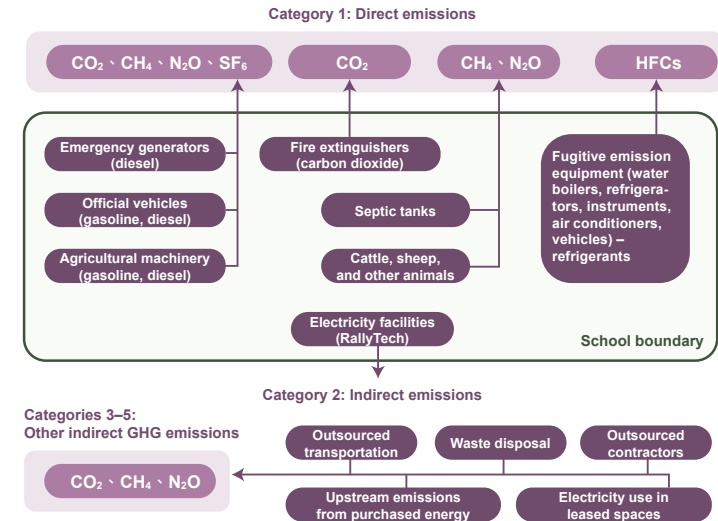 Category 1: Direct emissions
CO₂、CH₄、N₂O、SF₆
CO₂
CH₄、N₂O
HFCs
Emergency generators
(diesel)
Official vehicles
(gasoline, diesel)
Agricultural machinery
(gasoline, diesel)
Fire extinguishers
(carbon dioxide)
Septic tanks
Cattle, sheep,
and other animals
Fugitive emission
equipment (water
boilers, refrigera-
tors, instruments,
air conditioners,
vehicles) –
refrigerants
Electricity facilities
(RallyTech)
School boundary
Category 2: Indirect emissions
Categories 3–5:
Other indirect GHG emissions
CO₂、CH₄、N₂O
Outsourced
transportation
Waste disposal
Outsourced
contractors
Upstream emissions
from purchased energy
Electricity use in
leased spaces